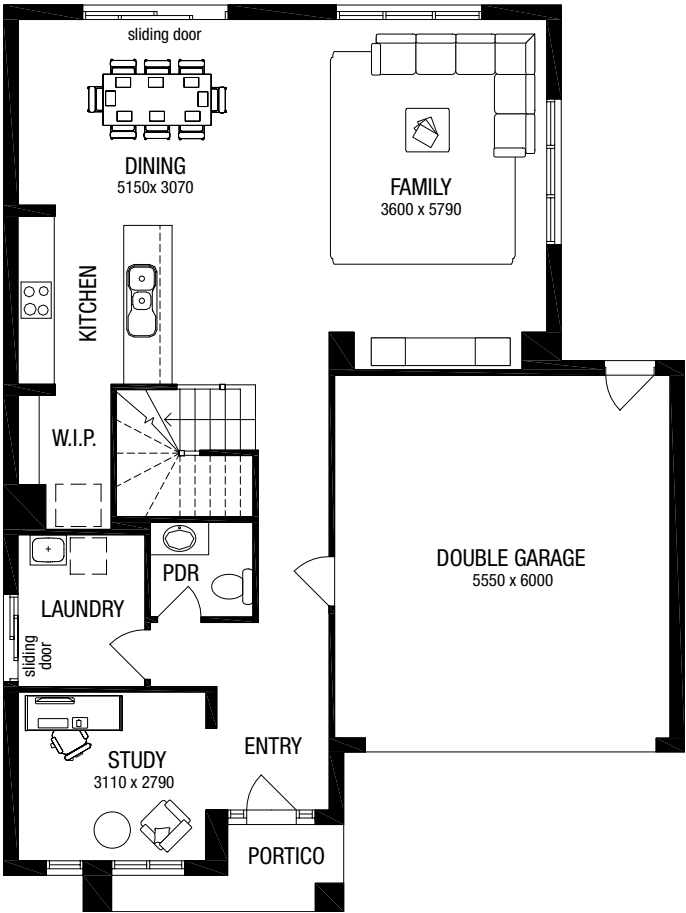 sliding door
DINING
5150x 3070
FAMILY
3600 x 5790
KITCHEN
W.I.P.
PDR
DOUBLE GARAGE
5550 x 6000
LAUNDRY
sliding
door
ENTRY
STUDY
3110 x 2790
PORTICO